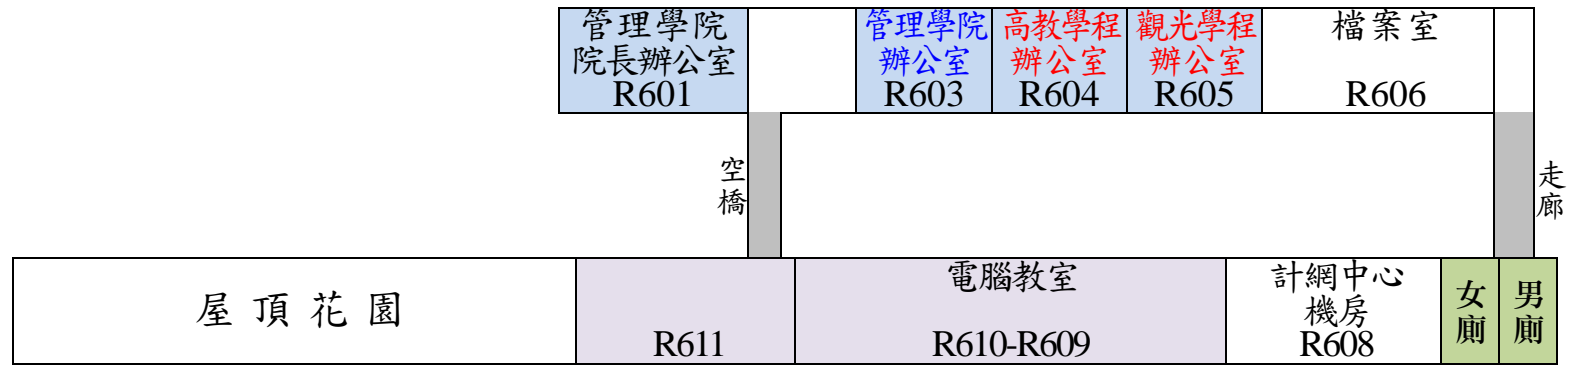 管理學院
院長辦公室
R601
管理學院
辦公室
R603
高教學程
辦公室
R604
觀光學程
辦公室
R605
檔案室
R606
空
橋
走
廊
屋頂花園
R611
電腦教室
R610-R609
計網中心
機房
R608
女
廁
男
廁